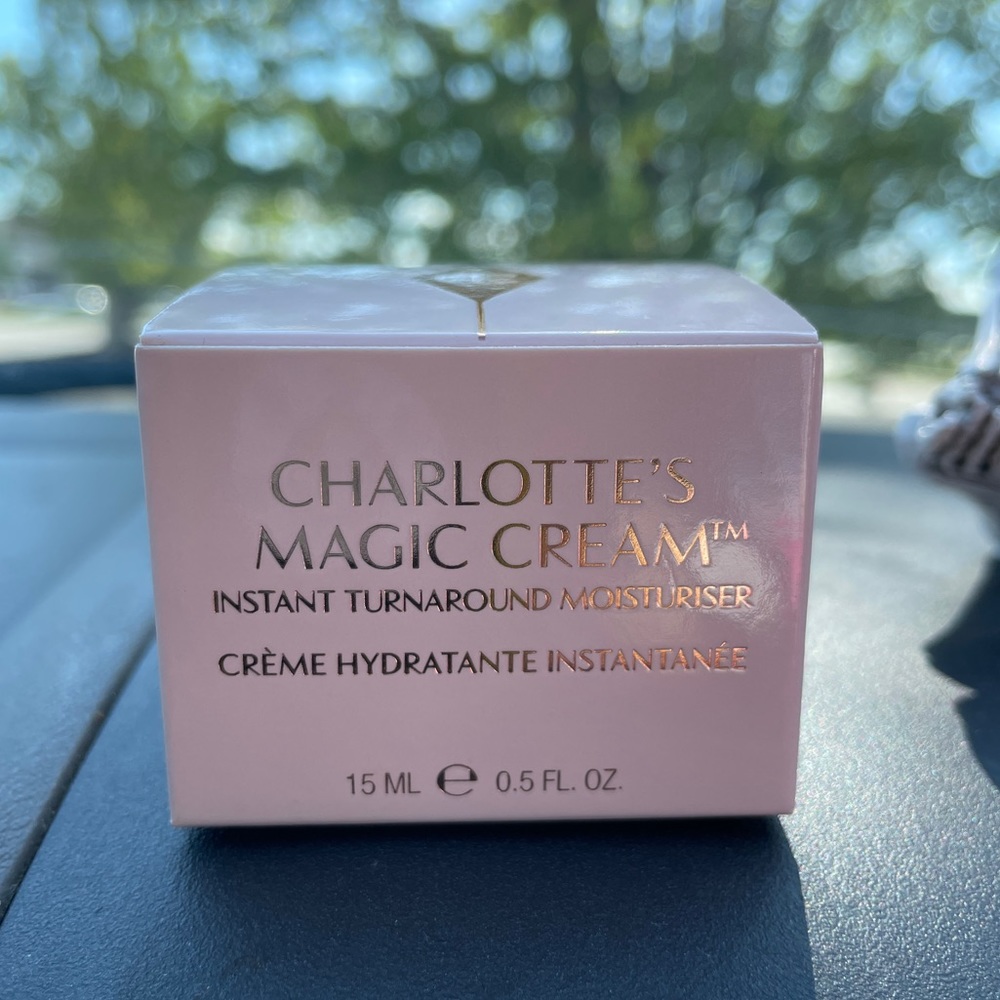 CHARLOTTE'S
MAGIC CREAM™
INSTANT TURNAROUND MOISTURISER
CRÈME HYDRATANTE INSTANTANÉE
15 ML ℮ 0.5 FL. OZ.